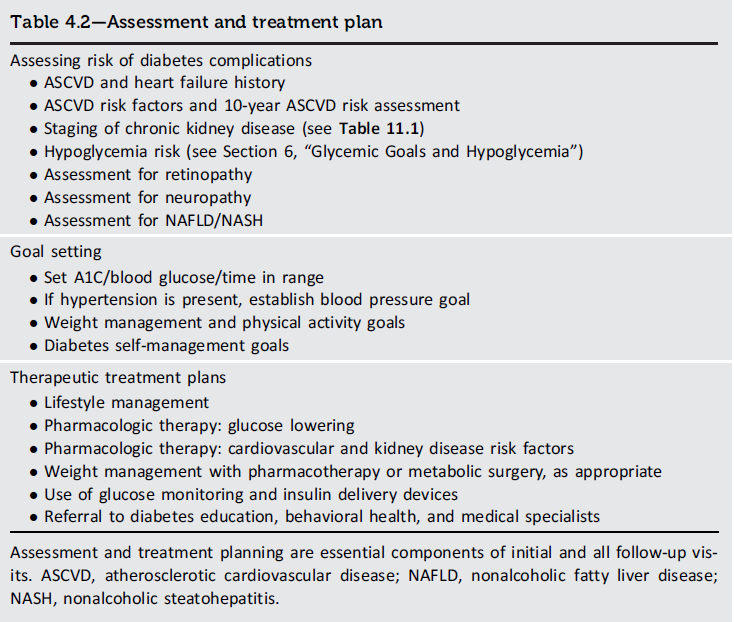 Table 4.2—Assessment and treatment plan
Assessing risk of diabetes complications
● ASCVD and heart failure history
● ASCVD risk factors and 10-year ASCVD risk assessment
● Staging of chronic kidney disease (see Table 11.1)
● Hypoglycemia risk (see Section 6, “Glycemic Goals and Hypoglycemia”)
● Assessment for retinopathy
● Assessment for neuropathy
● Assessment for NAFLD/NASH
Goal setting
● Set A1C/blood glucose/time in range
● If hypertension is present, establish blood pressure goal
● Weight management and physical activity goals
● Diabetes self-management goals
Therapeutic treatment plans
● Lifestyle management
● Pharmacologic therapy: glucose lowering
● Pharmacologic therapy: cardiovascular and kidney disease risk factors
● Weight management with pharmacotherapy or metabolic surgery, as appropriate
● Use of glucose monitoring and insulin delivery devices
● Referral to diabetes education, behavioral health, and medical specialists
Assessment and treatment planning are essential components of initial and all follow-up vis-
its. ASCVD, atherosclerotic cardiovascular disease; NAFLD, nonalcoholic fatty liver disease;
NASH, nonalcoholic steatohepatitis.